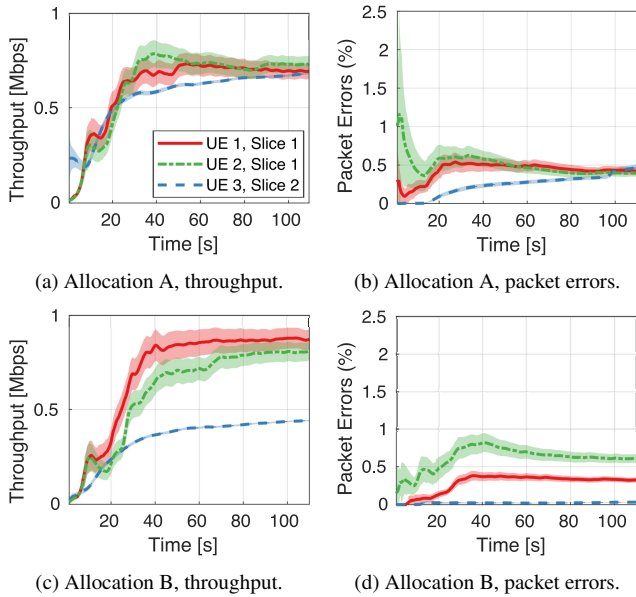 1
0.5
0
Throughput [Mbps]
UE 1, Slice 1
UE 2, Slice 1
UE 3, Slice 2
20 40 60 80 100
Time [s]
(a) Allocation A, throughput.
2.5
2
1.5
1
0.5
0
Packet Errors (%)
20 40 60 80 100
Time [s]
(b) Allocation A, packet errors.
1
0.5
0
Throughput [Mbps]
20 40 60 80 100
Time [s]
(c) Allocation B, throughput.
2.5
2
1.5
1
0.5
0
Packet Errors (%)
20 40 60 80 100
Time [s]
(d) Allocation B, packet errors.